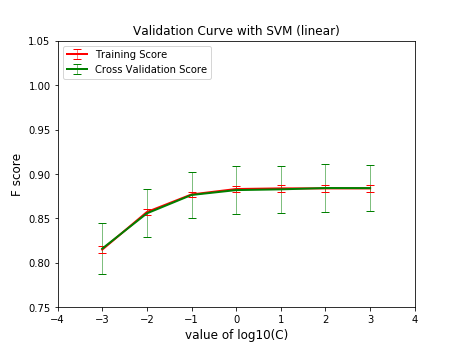 Validation Curve with SVM (linear)
Training Score
Cross Validation Score
F score
1.05
1.00
0.95
0.90
0.85
0.80
0.75
−4 −3 −2 −1 0 1 2 3 4
value of log10(C)